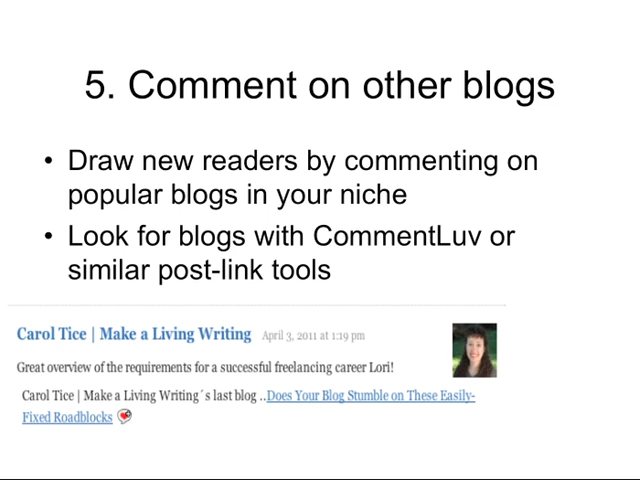 5. Comment on other blogs
• Draw new readers by commenting on
popular blogs in your niche
• Look for blogs with CommentLuv or
similar post-link tools
Carol Tice | Make a Living Writing April 3, 2011 at 1:19 pm
Great overview of the requirements for a successful freelancing career Lori!
Carol Tice | Make a Living Writing´s last blog ..Does Your Blog Stumble on These Easily-
Fixed Roadblocks